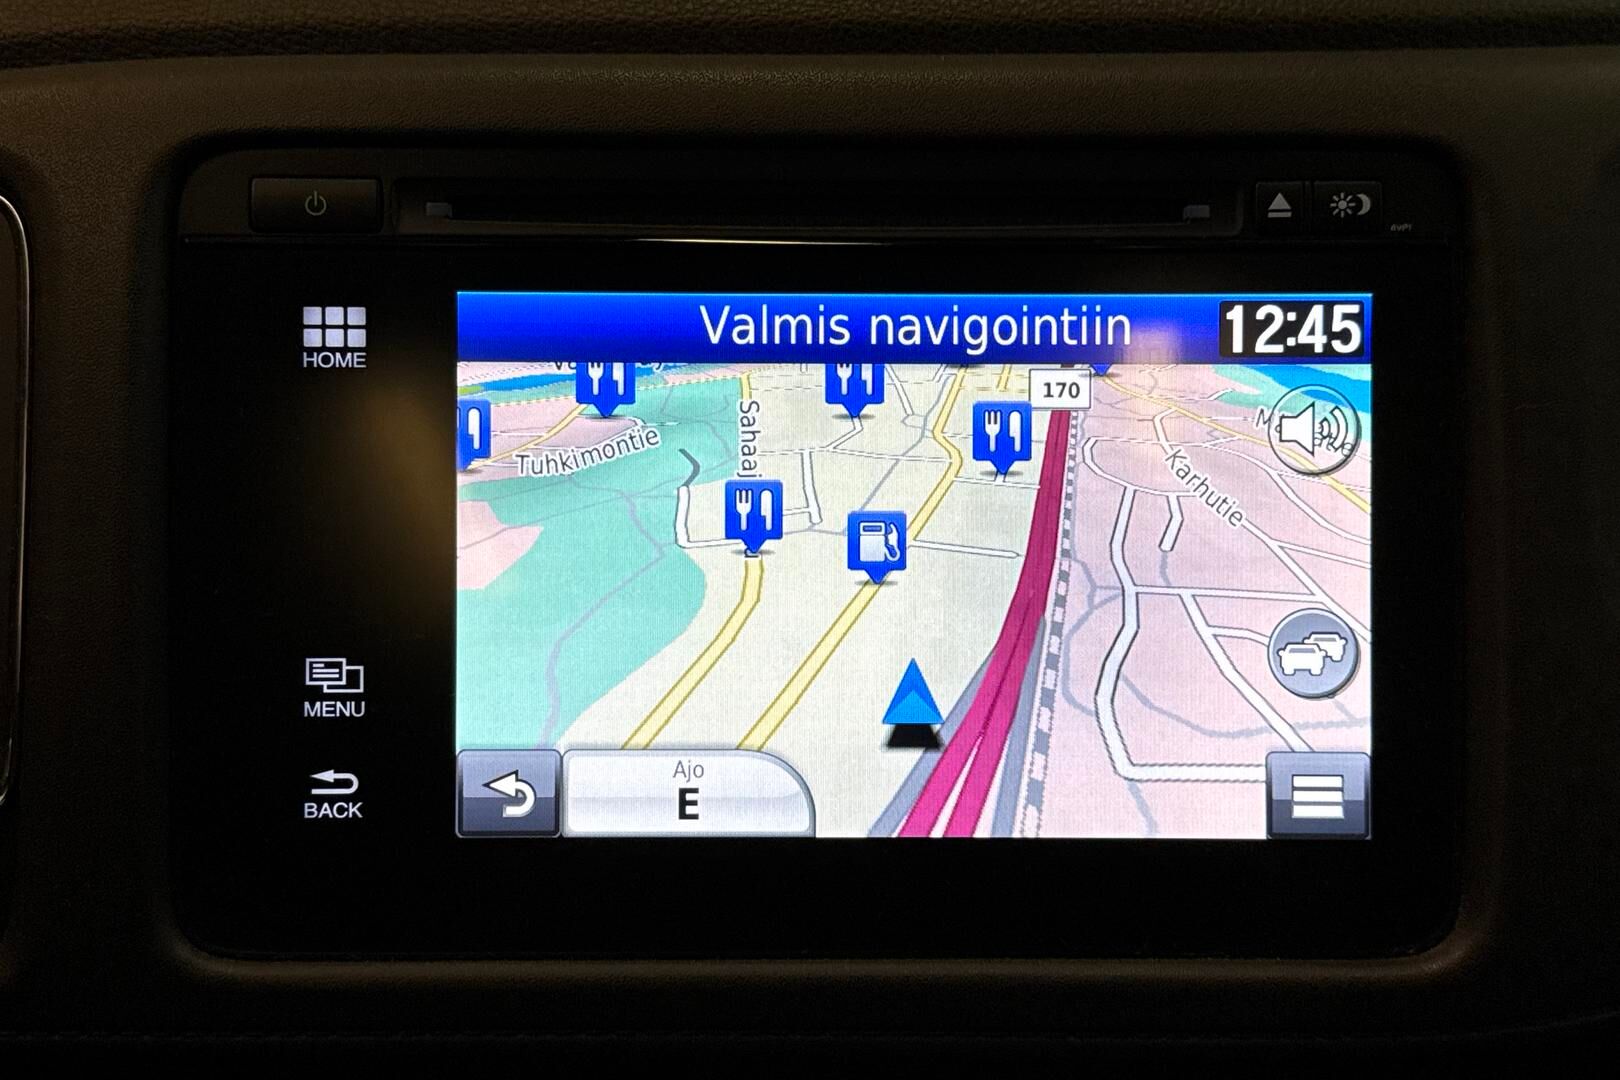 HOME
MENU
BACK
Valmis navigointiin
12:45
170
Tuhkimontie
Sahaaj
Karhutie
Ajo
E